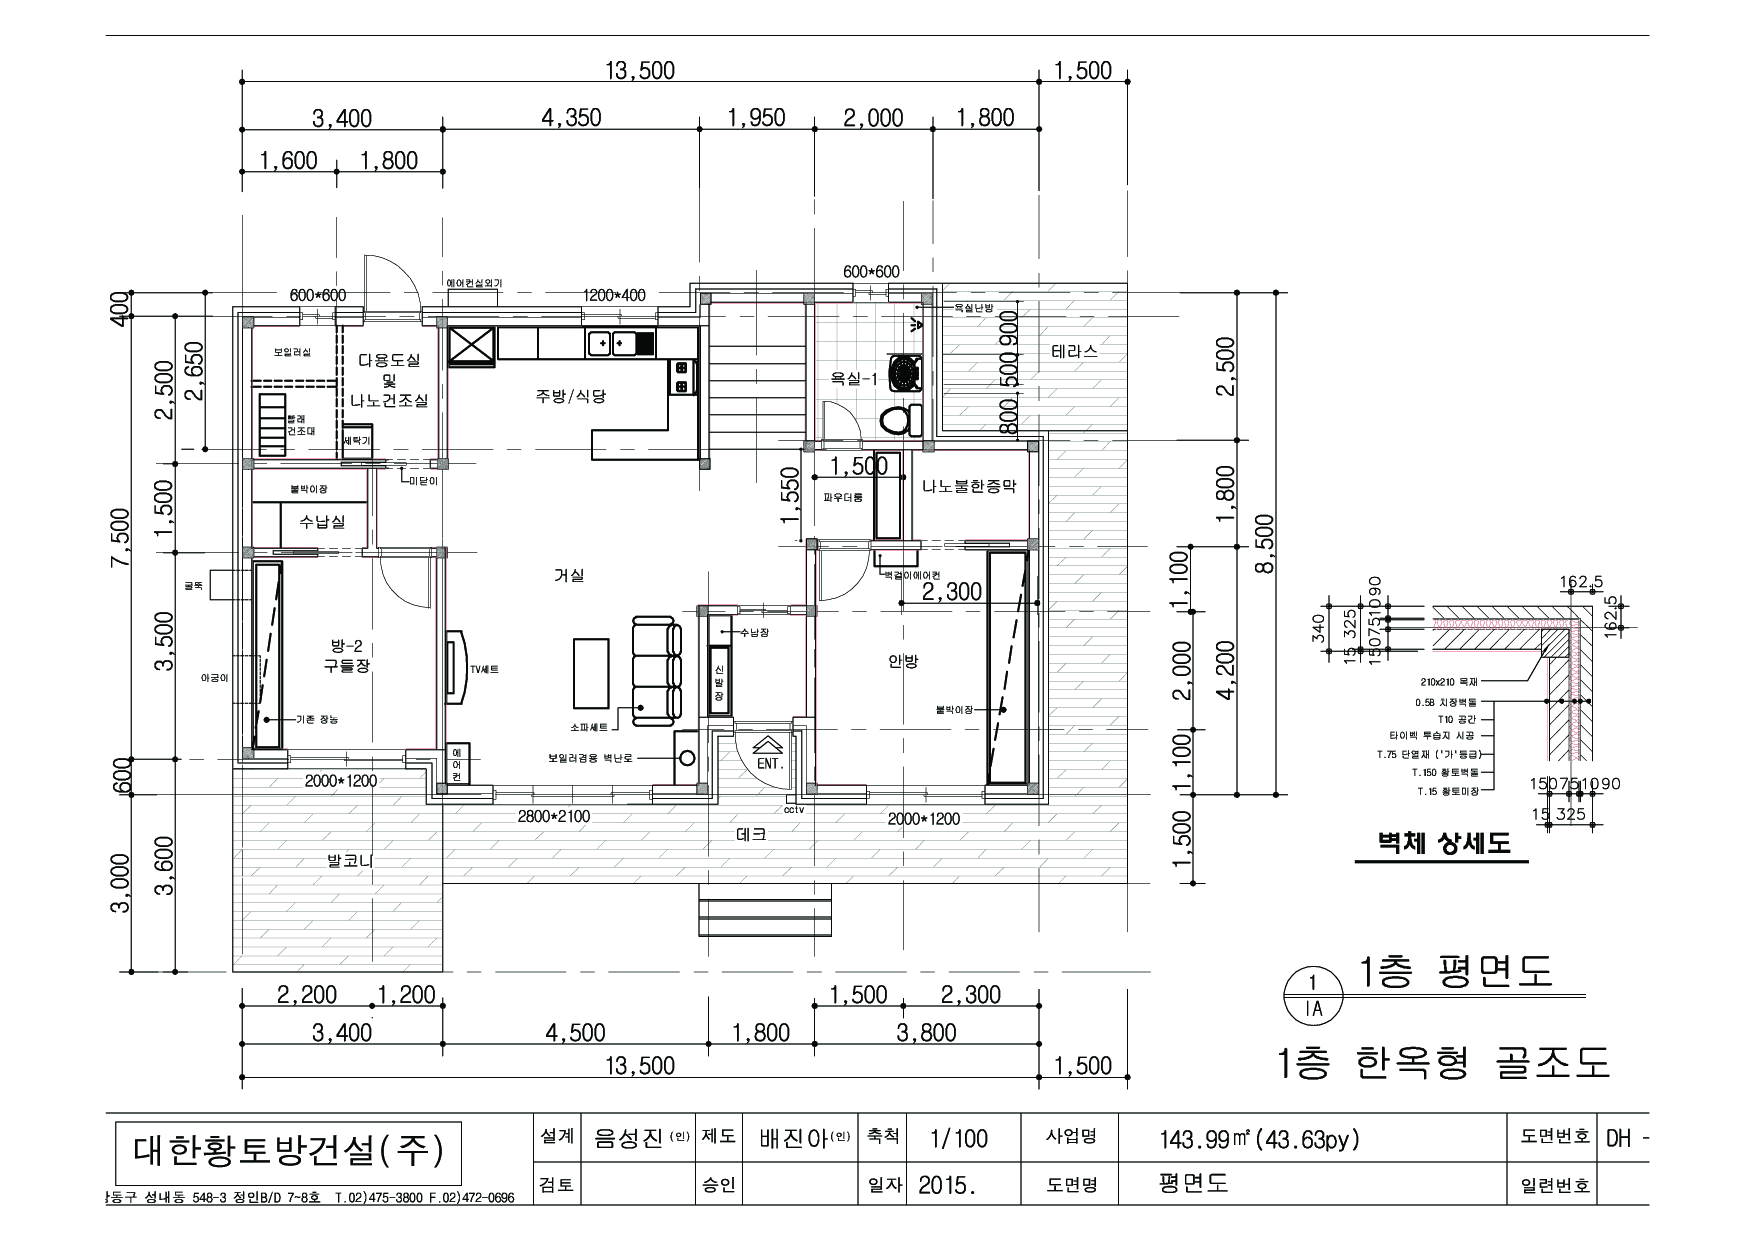 13,500
1,500
3,400
4,350
1,950
2,000
1,800
1,600
1,800
에어컨실외기
600*600
600*600
1200*400
400
2,500
2,650
1,500
7,500
3,500
600
3,600
3,000
보일러실
다용도실
및
나노건조실
빨래
건조대
세탁기
미닫이
붙박이장
수납실
주방/식당
욕실-1
욕실난방
900
500
800
테라스
1,550
1,500
파우더룸
나노불한증막
벽걸이에어컨
2,300
거실
굴뚝
아궁이
방-2
구들장
기존 장농
TV세트
소파세트
수납장
신
발
장
안방
붙박이장
보일러겸용 벽난로
에
어
컨
ENT.
cctv
2000*1200
2800*2100
2000*1200
데크
발코니
2,500
1,800
8,500
1,100
2,000
4,200
1,100
1,500
2,200
1,200
1,500
2,300
3,400
4,500
1,800
3,800
13,500
1,500
340
15 325
150751090
162.5
162.5
210x210 목재
0.5B 치장벽돌
T10 공간
타이벡 투습지 시공
T.75 단열재 ('가'등급)
T.150 황토벽돌
T.15 황토미장
150751090
15 325
벽체 상세도
1
IA
1층 평면도
1층 한옥형 골조도
대한황토방건설(주)
동구 성내동 548-3 정인B/D 7~8호 T.02)475-3800 F.02)472-0696
설계 음성진(인) 제도 배진아(인) 축척 1/100 사업명 143.99㎡(43.63py) 도면번호 DH -
검토 승인 일자 2015. 도면명 평면도 일련번호